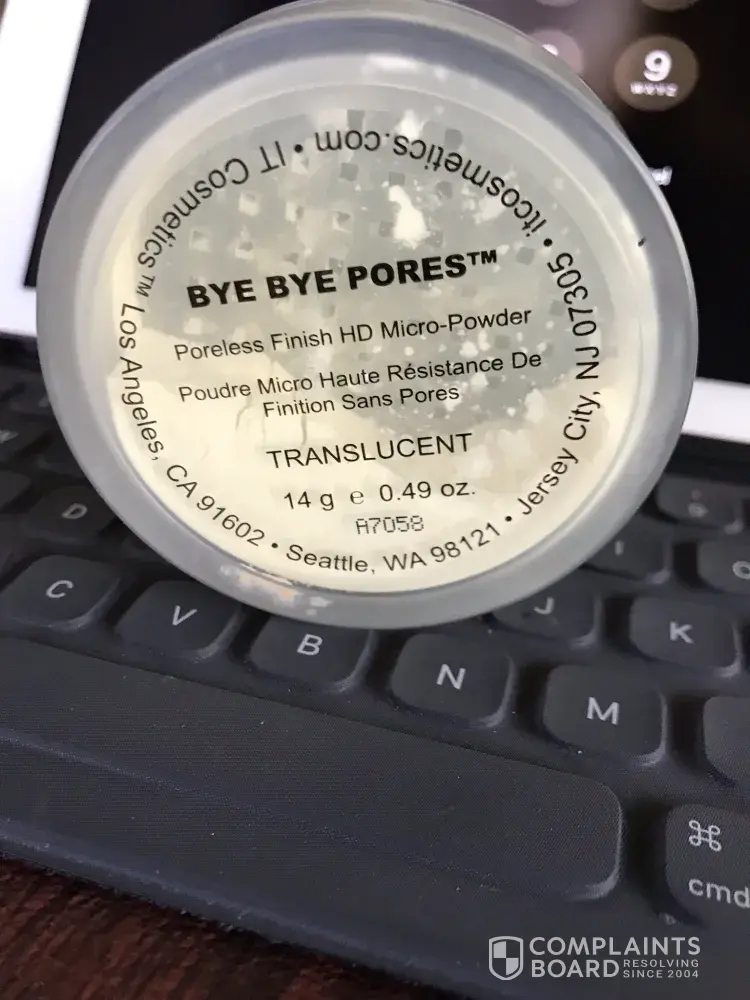 9
WXYZ
IT Cosmetics™ Los Angeles, CA 91602 • Seattle, WA 98121 • Jersey City, NJ 07305 • itcosmetics.com •
BYE BYE PORES™
Poreless Finish HD Micro-Powder
Poudre Micro Haute Résistance De
Finition Sans Pores
TRANSLUCENT
14 g e 0.49 oz.
A7058
D
I
C
V
B
J
K
N
M
⌘
cmd
COMPLAINTS
BOARD RESOLVING
SINCE 2004